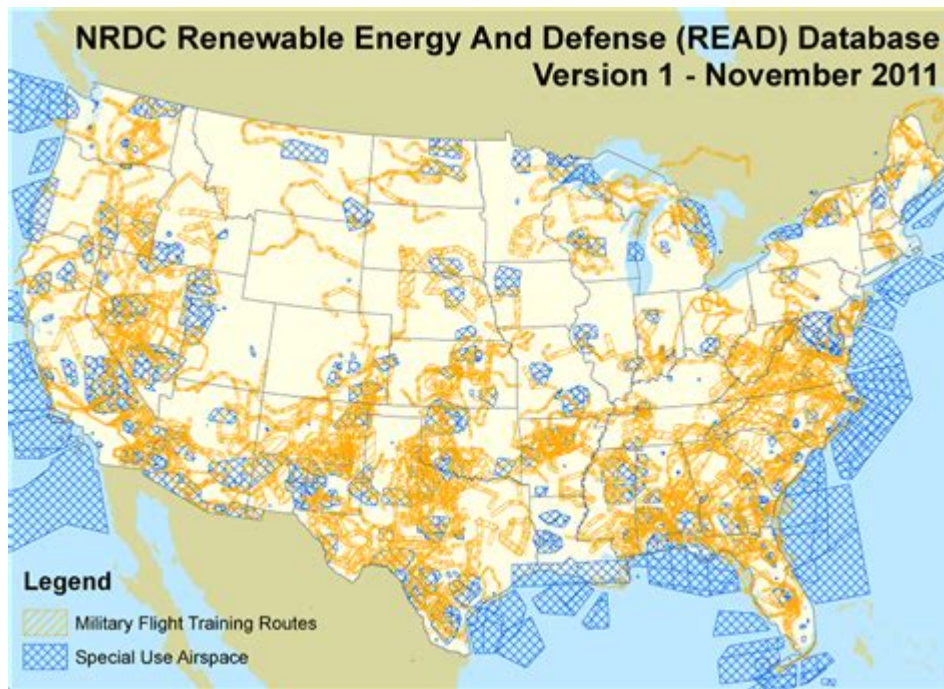 NRDC Renewable Energy And Defense (READ) Database
Version 1 - November 2011
Legend
Military Flight Training Routes
Special Use Airspace